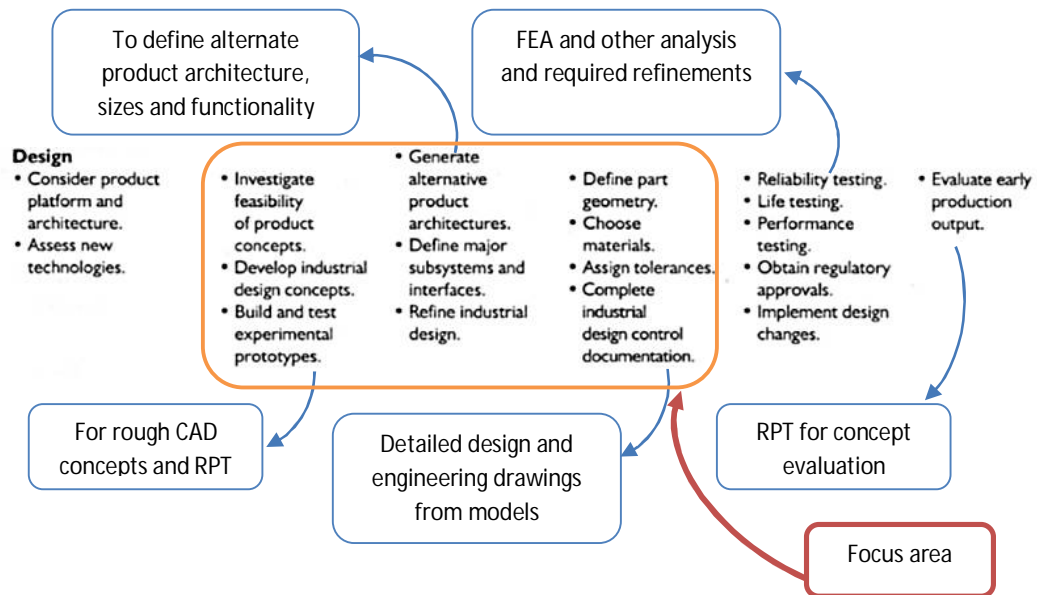 To define alternate
product architecture,
sizes and functionality
FEA and other analysis
and required refinements
Design
• Consider product
platform and
architecture.
• Assess new
technologies.
• Investigate
feasibility
of product
concepts.
• Develop industrial
design concepts.
• Build and test
experimental
prototypes.
• Generate
alternative
product
architectures.
• Define major
subsystems and
interfaces.
• Refine industrial
design.
• Define part
geometry.
• Choose
materials.
• Assign tolerances.
• Complete
industrial
design control
documentation.
• Reliability testing.
• Life testing.
• Performance
testing.
• Obtain regulatory
approvals.
• Implement design
changes.
• Evaluate early
production
output.
For rough CAD
concepts and RPT
Detailed design and
engineering drawings
from models
RPT for concept
evaluation
Focus area